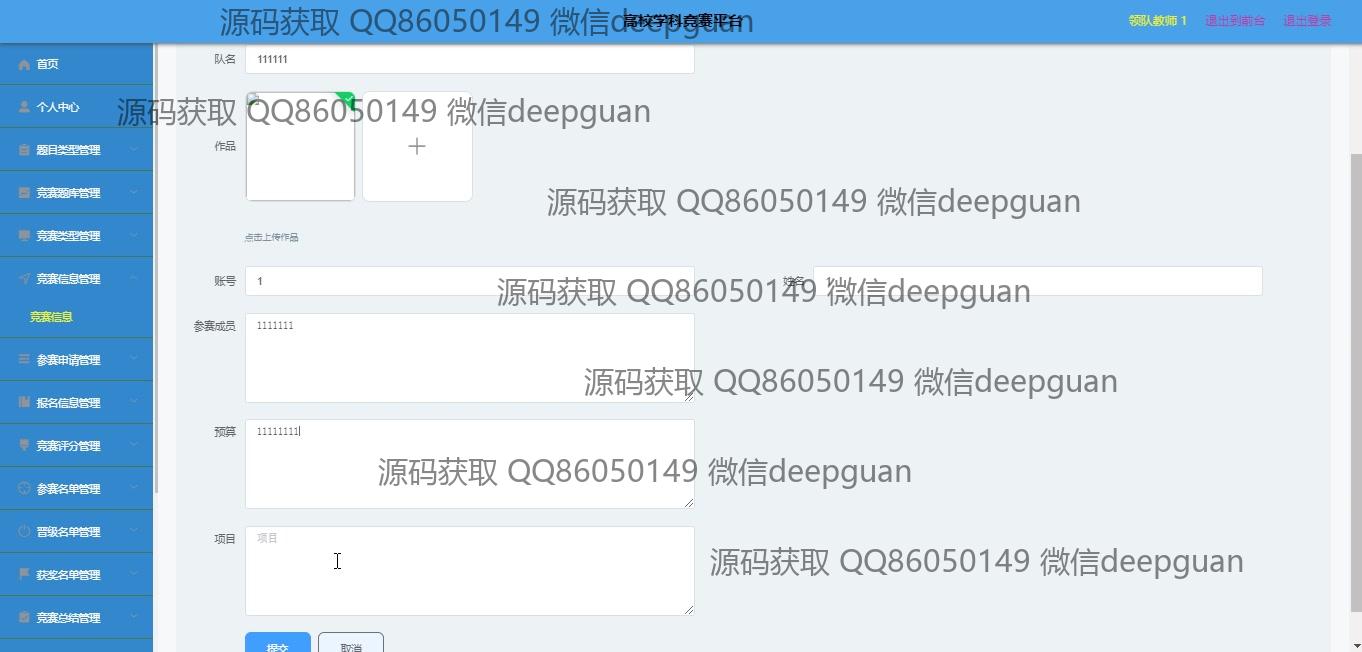 高校学科竞赛平台
领队教师 1 退出到前台 退出登录
源码获取 QQ86050149 微信deepguan
首页
个人中心
题目类型管理
竞赛题库管理
竞赛类型管理
竞赛信息管理
竞赛信息
参赛申请管理
报名信息管理
竞赛评分管理
参赛名单管理
晋级名单管理
获奖名单管理
竞赛总结管理
队名 111111
源码获取 QQ86050149 微信deepguan
作品
源码获取 QQ86050149 微信deepguan
点击上传作品
账号 1 姓名
源码获取 QQ86050149 微信deepguan
参赛成员 1111111
源码获取 QQ86050149 微信deepguan
预算 11111111
源码获取 QQ86050149 微信deepguan
项目 项目
源码获取 QQ86050149 微信deepguan
提交 取消